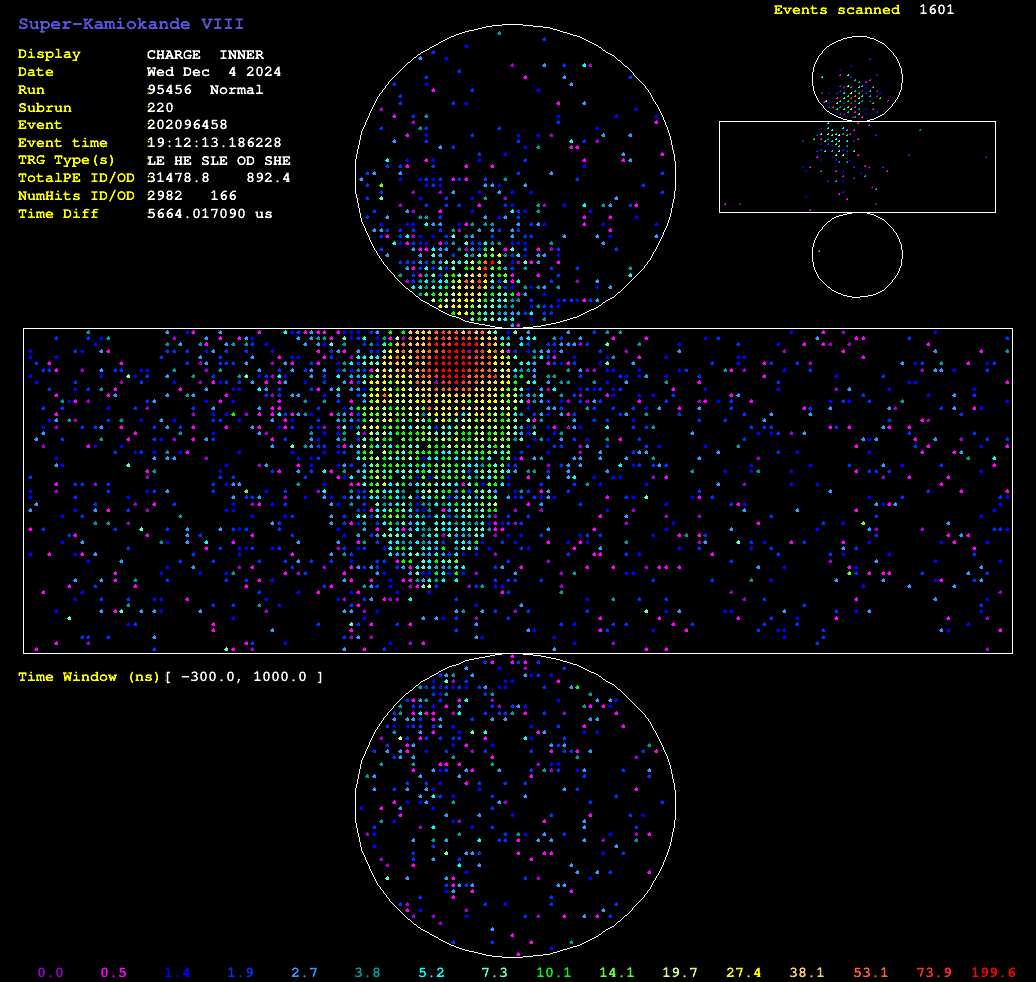 Super-Kamiokande VIII
Events scanned 1601
Display CHARGE INNER
Date Wed Dec 4 2024
Run 95456 Normal
Subrun 220
Event 202096458
Event time 19:12:13.186228
TRG Type(s) LE HE SLE OD SHE
TotalPE ID/OD 31478.8 892.4
NumHits ID/OD 2982 166
Time Diff 5664.017090 us
Time Window (ns)[ -300.0, 1000.0 ]
0.0 0.5 1.4 1.9 2.7 3.8 5.2 7.3 10.1 14.1 19.7 27.4 38.1 53.1 73.9 199.6